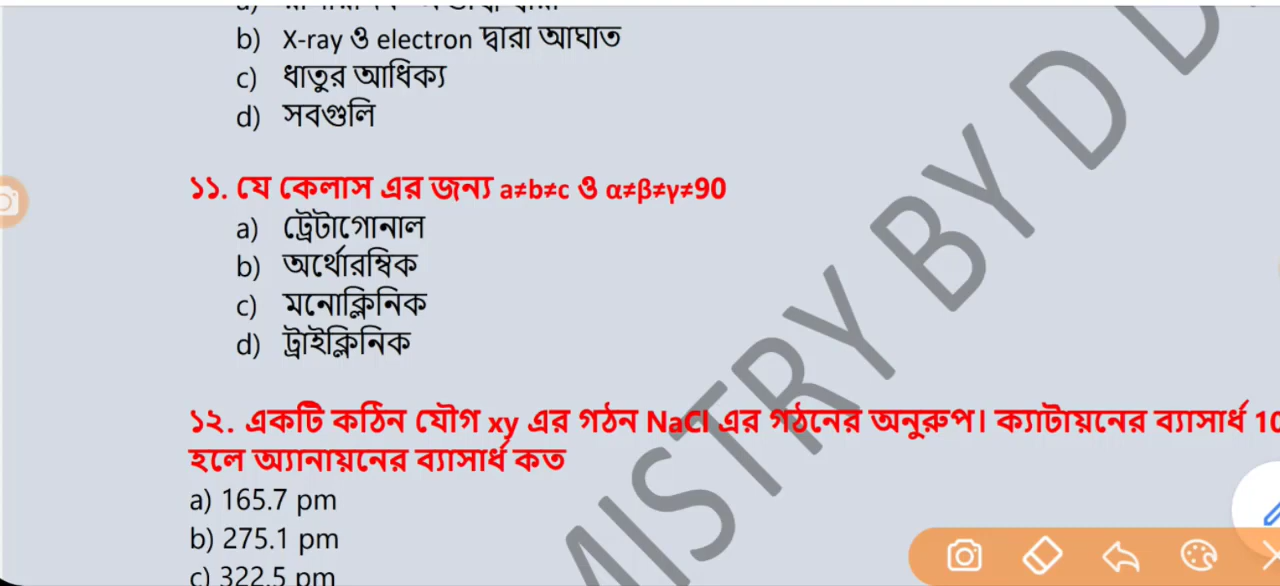 b) X-ray ও electron দ্বারা আঘাত
c) ধাতুর আধিক্য
d) সবগুলি
১১. যে কেলাস এর জন্য a≠b≠c ও α≠β≠γ≠90
a) ট্রেটাগোনাল
b) অর্থোরম্বিক
c) মনোক্লিনিক
d) ট্রাইক্লিনিক
১২. একটি কঠিন যৌগ xy এর গঠন NaCl এর গঠনের অনুরুপ। ক্যাটায়নের ব্যাসার্ধ 10
হলে অ্যানায়নের ব্যাসার্ধ কত
a) 165.7 pm
b) 275.1 pm
c) 322.5 pm
MISTRY BY D D